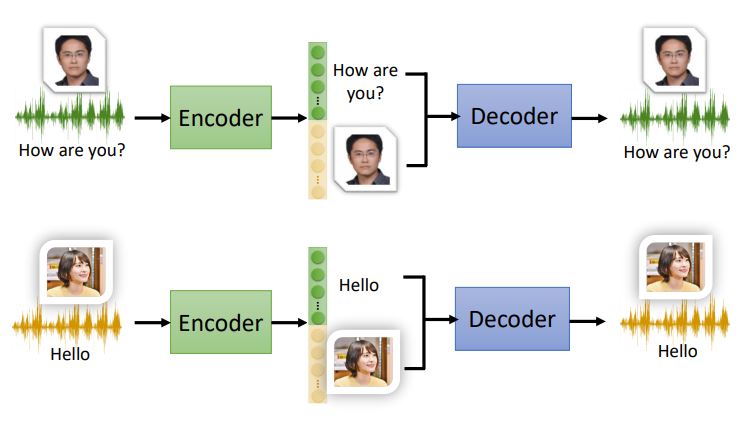 How are
you?
Encoder
Decoder
How are you?
How are you?
Hello
Encoder
Decoder
Hello
Hello